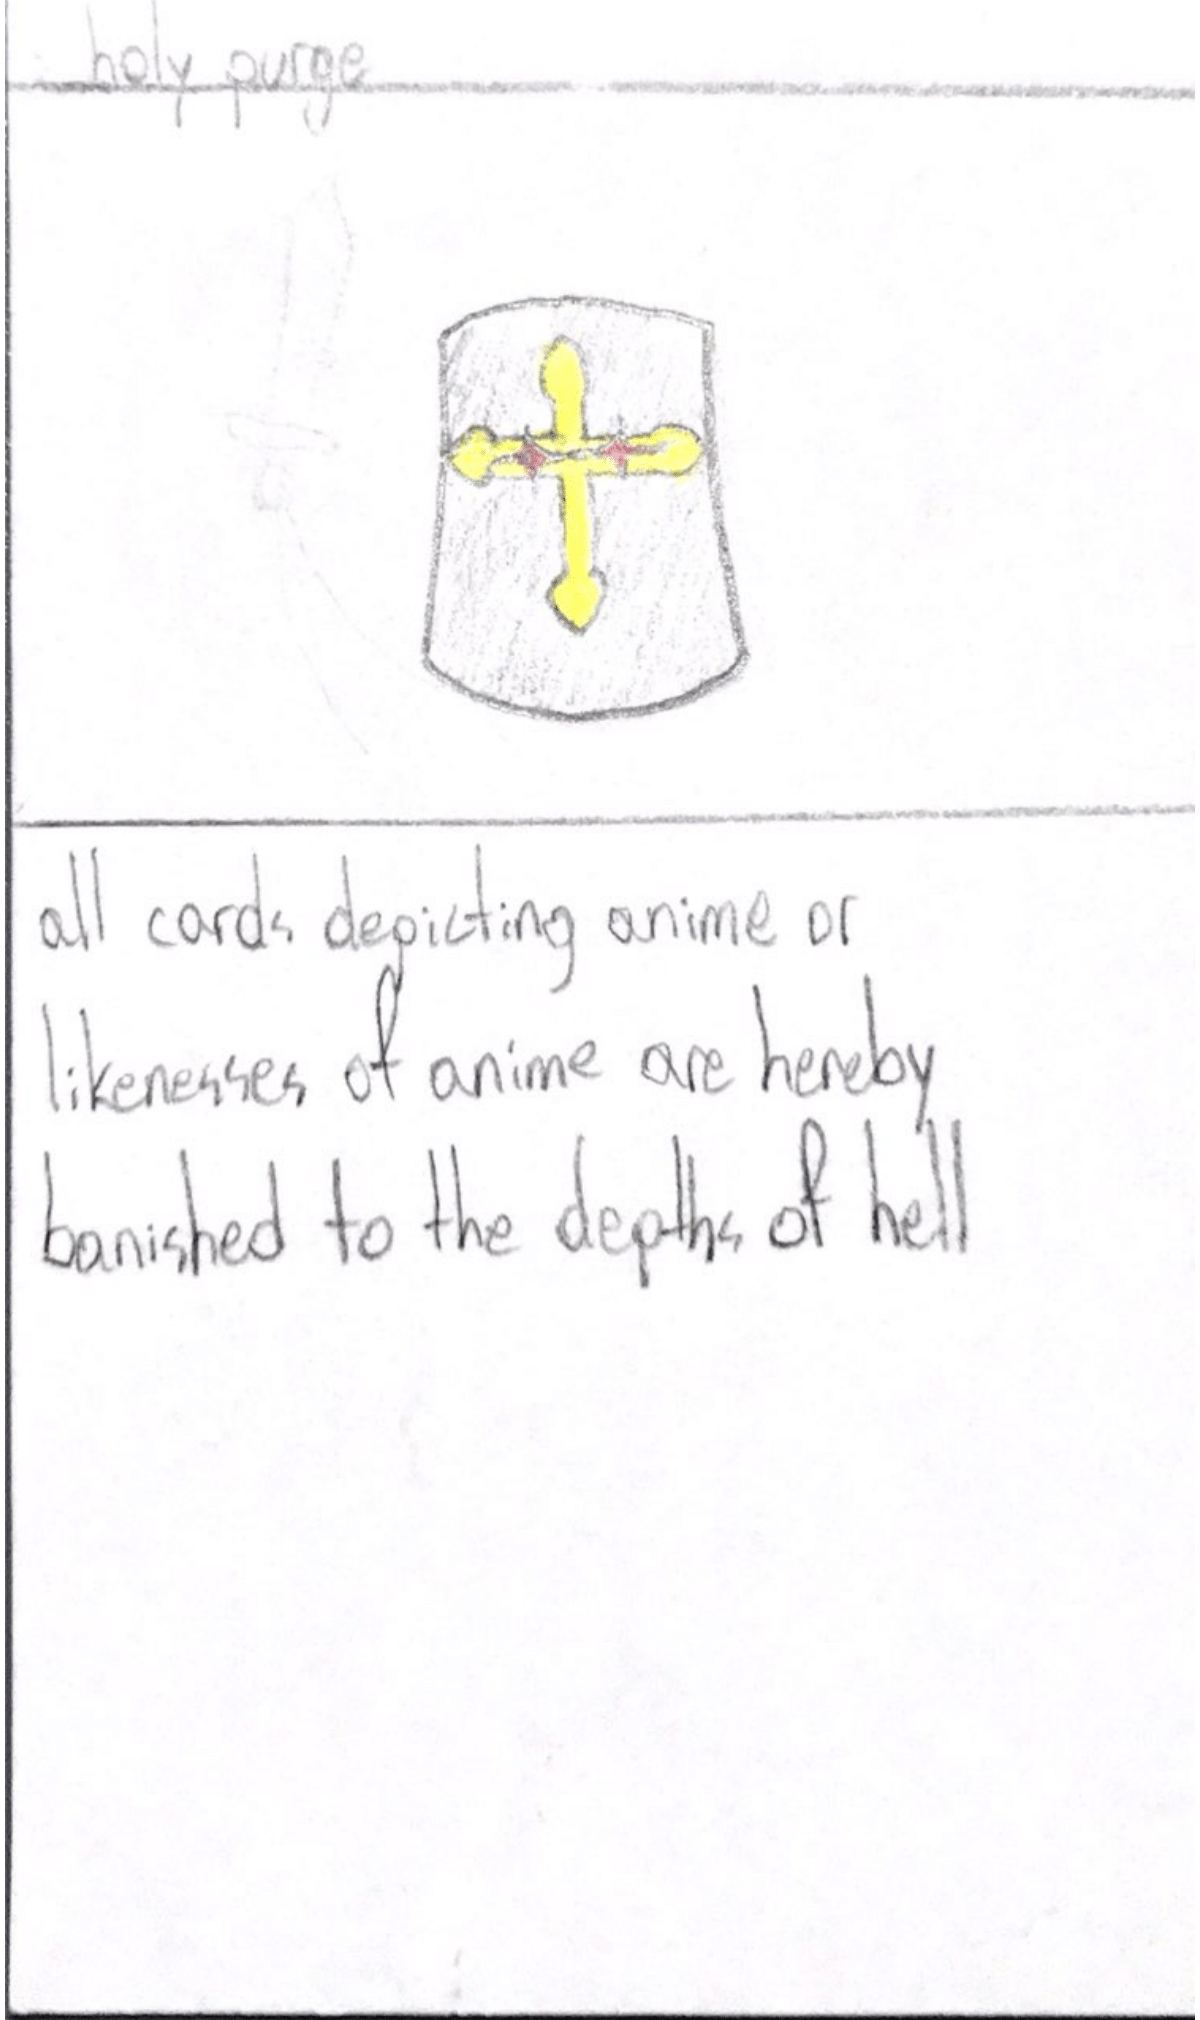 holy purge
all cards depicting anime or
likenesses of anime are hereby
banished to the depths of hell